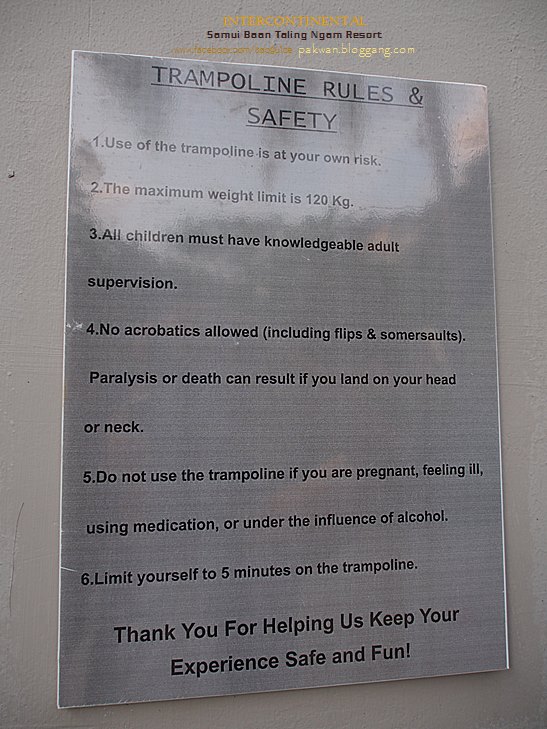 INTERCONTINENTAL
Samui Baan Taling Ngam Resort
pakwan.bloggang.com
TRAMPOLINE RULES &
SAFETY
1.Use of the trampoline is at your own risk.
2.The maximum weight limit is 120 Kg.
3.All children must have knowledgeable adult
supervision.
4.No acrobatics allowed (including flips & somersaults).
Paralysis or death can result if you land on your head
or neck.
5.Do not use the trampoline if you are pregnant, feeling ill,
using medication, or under the influence of alcohol.
6.Limit yourself to 5 minutes on the trampoline.
Thank You For Helping Us Keep Your
Experience Safe and Fun!